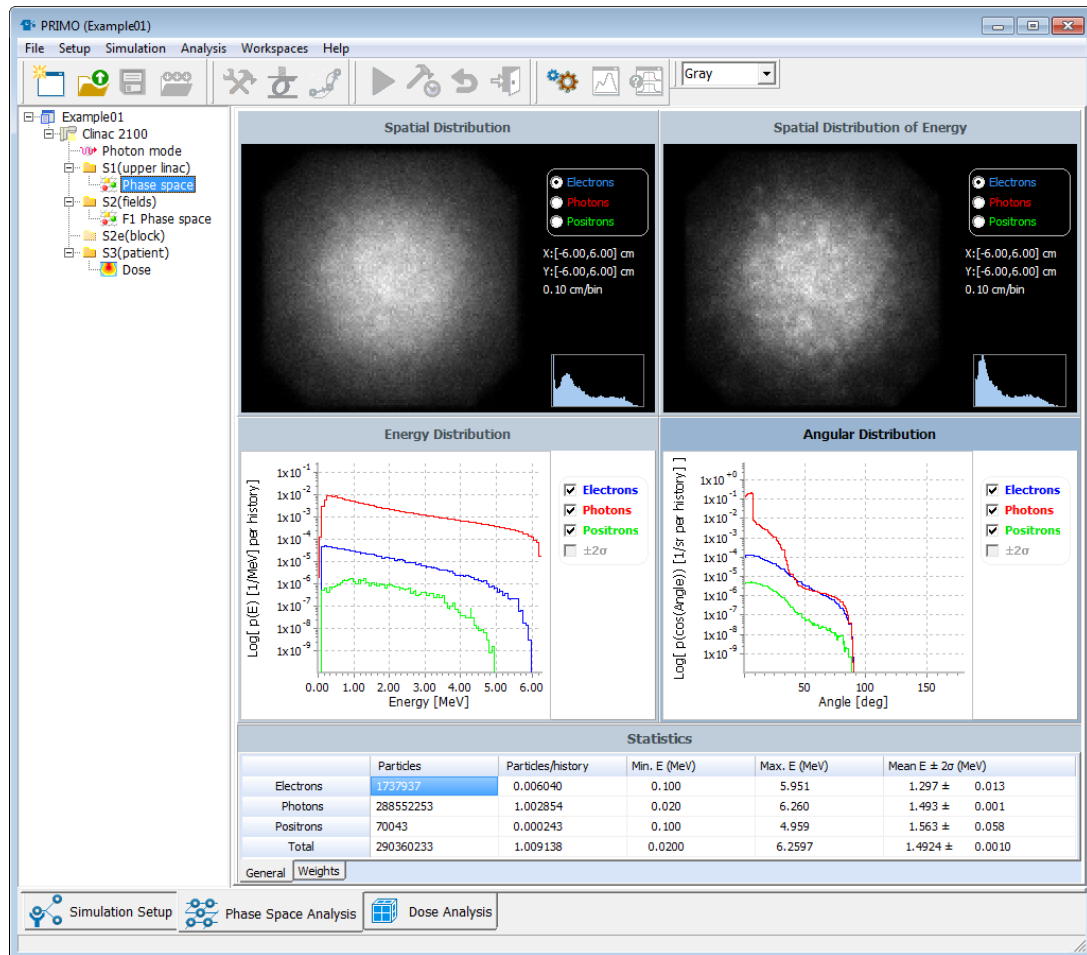 PRIMO (Example01)
File Setup Simulation Analysis Workspaces Help
Gray
Example01
Clinac 2100
Photon mode
S1(upper linac)
Phase space
S2(fields)
F1 Phase space
S2e(block)
S3(patient)
Dose
Spatial Distribution
Electrons
Photons
Positrons
X:[-6.00,6.00] cm
Y:[-6.00,6.00] cm
0.10 cm/bin
Spatial Distribution of Energy
Electrons
Photons
Positrons
X:[-6.00,6.00] cm
Y:[-6.00,6.00] cm
0.10 cm/bin
Energy Distribution
Log[ p(E) [1/MeV] per history]
1x10⁻¹
1x10⁻²
1x10⁻³
1x10⁻⁴
1x10⁻⁵
1x10⁻⁶
1x10⁻⁷
1x10⁻⁸
1x10⁻⁹
0.00 1.00 2.00 3.00 4.00 5.00 6.00
Energy [MeV]
Electrons
Photons
Positrons
±2σ
Angular Distribution
Log[ p(cos(Angle)) [1/sr per history] ]
1x10⁺⁰
1x10⁻¹
1x10⁻²
1x10⁻³
1x10⁻⁴
1x10⁻⁵
1x10⁻⁶
1x10⁻⁷
1x10⁻⁸
1x10⁻⁹
50 100 150
Angle [deg]
Electrons
Photons
Positrons
±2σ
Statistics
Particles Particles/history Min. E (MeV) Max. E (MeV) Mean E ± 2σ (MeV)
Electrons 1737937 0.006040 0.100 5.951 1.297 ± 0.013
Photons 288552253 1.002854 0.020 6.260 1.493 ± 0.001
Positrons 70043 0.000243 0.100 4.959 1.563 ± 0.058
Total 290360233 1.009138 0.0200 6.2597 1.4924 ± 0.0010
General Weights
Simulation Setup Phase Space Analysis Dose Analysis